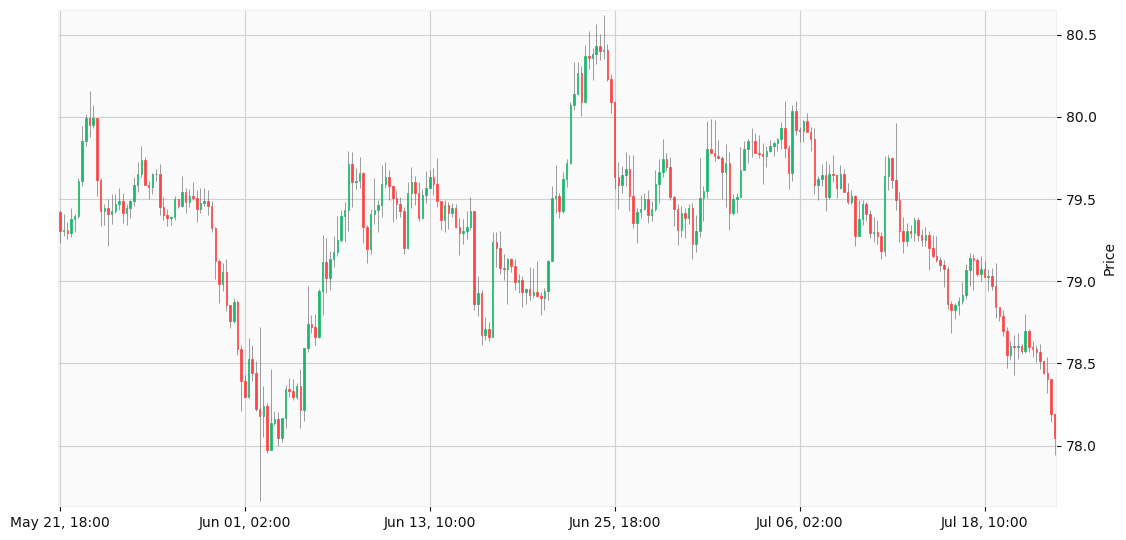 80.5
80.0
79.5
79.0
78.5
78.0
Price
May 21, 18:00
Jun 01, 02:00
Jun 13, 10:00
Jun 25, 18:00
Jul 06, 02:00
Jul 18, 10:00